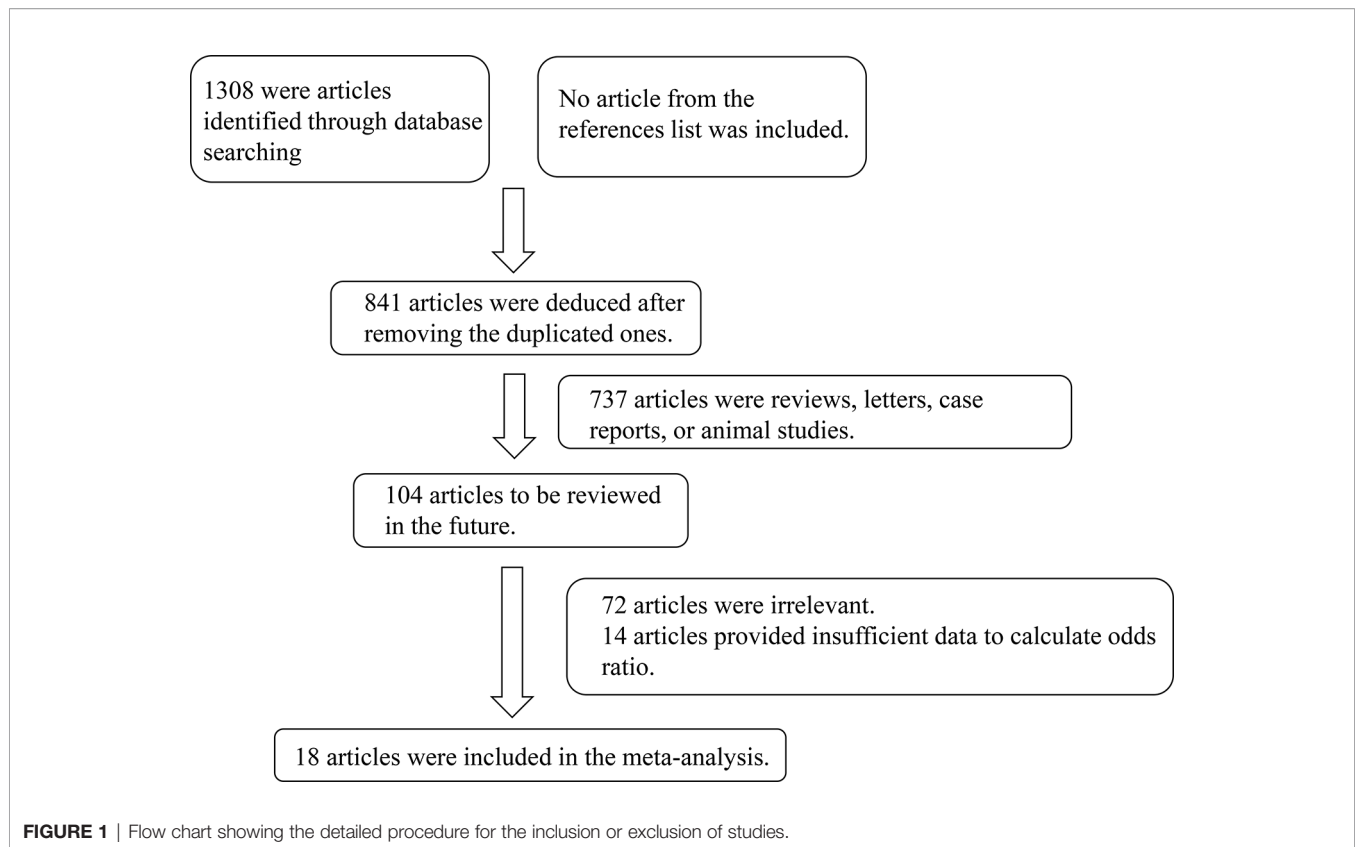 1308 were articles
identified through database
searching
No article from the
references list was included.
841 articles were deduced after
removing the duplicated ones.
737 articles were reviews, letters, case
reports, or animal studies.
104 articles to be reviewed
in the future.
72 articles were irrelevant.
14 articles provided insufficient data to calculate odds
ratio.
18 articles were included in the meta-analysis.
FIGURE 1 | Flow chart showing the detailed procedure for the inclusion or exclusion of studies.